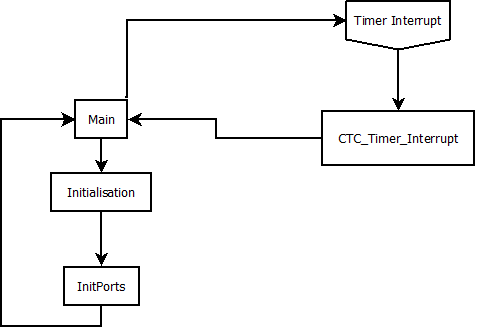 Timer Interrupt
Main
CTC_Timer_Interrupt
Initialisation
InitPorts